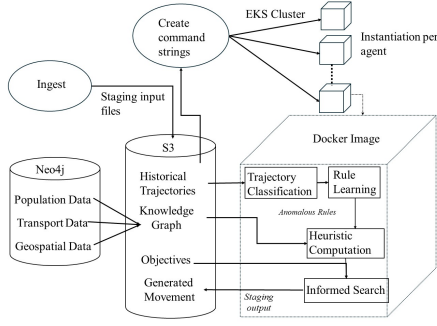 Create
command
strings
EKS Cluster
Instantiation per
agent
Ingest
Staging input
files
Docker Image
S3
Neo4j
Population Data
Transport Data
Geospatial Data
Historical
Trajectories
Knowledge
Graph
Objectives
Generated
Movement
Trajectory
Classification
Rule
Learning
Anomalous Rules
Heuristic
Computation
Informed Search
Staging
output